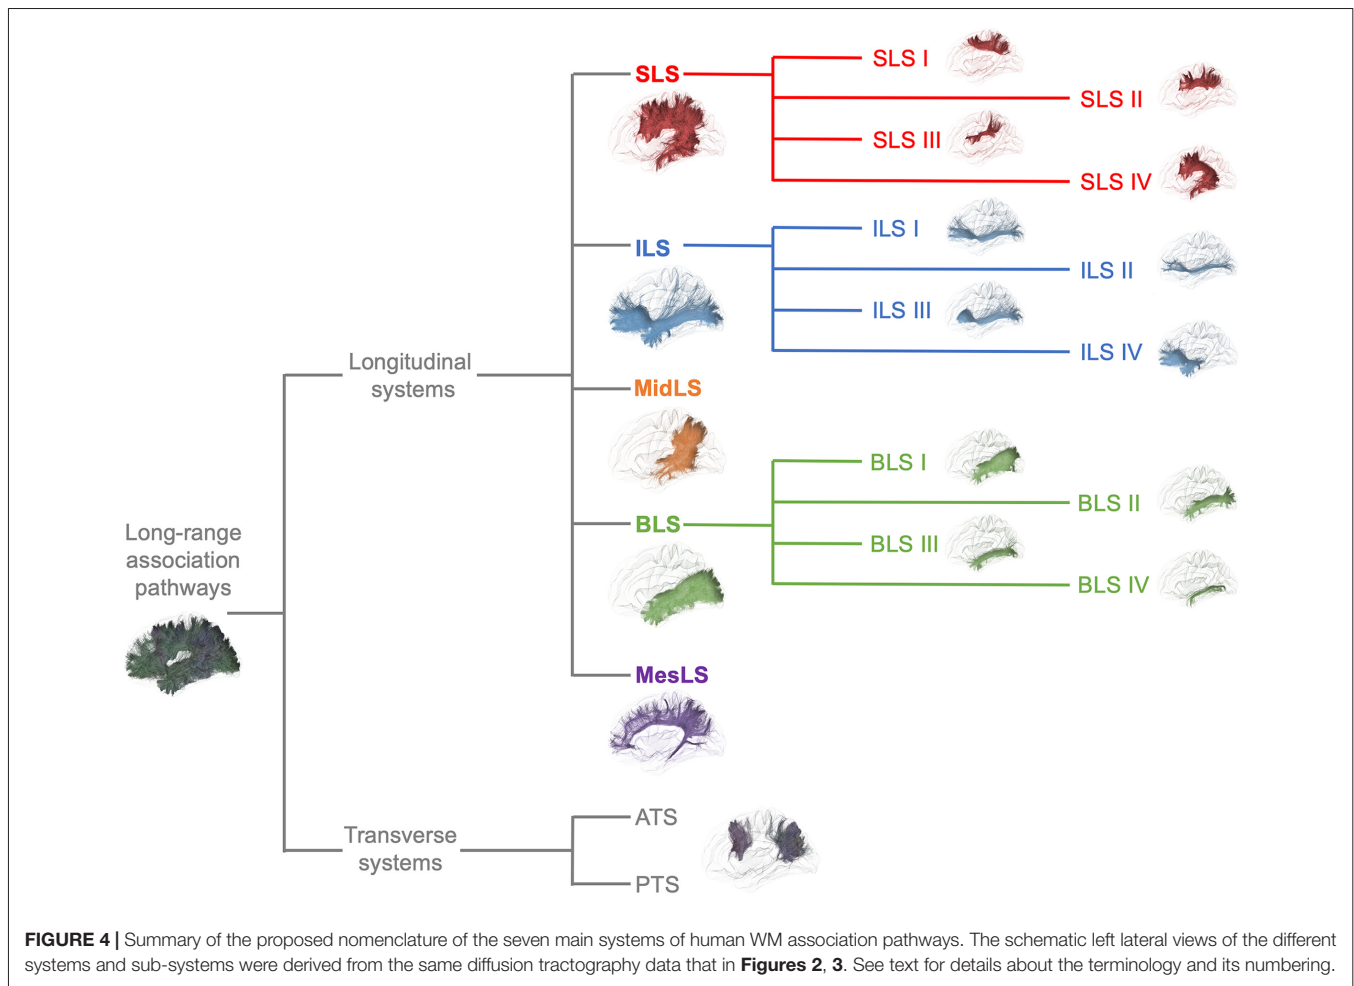 SLS
SLS I
SLS II
SLS III
SLS IV
ILS
ILS I
ILS II
ILS III
ILS IV
Longitudinal
systems
MidLS
BLS
BLS I
BLS II
BLS III
BLS IV
Long-range
association
pathways
MesLS
Transverse
systems
ATS
PTS
FIGURE 4 | Summary of the proposed nomenclature of the seven main systems of human WM association pathways. The schematic left lateral views of the different
systems and sub-systems were derived from the same diffusion tractography data that in Figures 2, 3. See text for details about the terminology and its numbering.